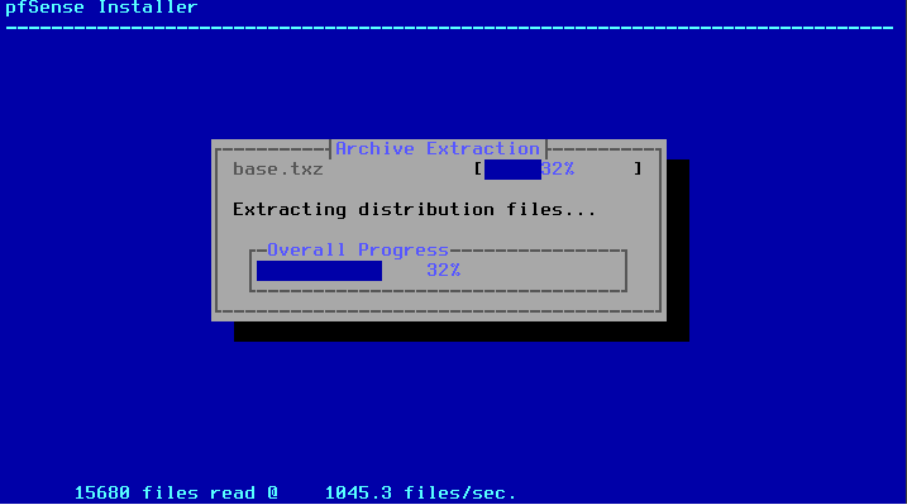 pfSense Installer
Archive Extraction
base.txz [ 32% ]
Extracting distribution files...
Overall Progress
32%
15680 files read @ 1045.3 files/sec.